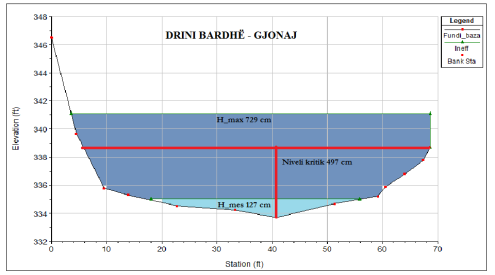 348
346
344
342
340
338
336
334
332
Elevation (ft)
DRINI BARDHË - GJONAJ
H_max 729 cm
Niveli kritik 497 cm
H_mes 127 cm
0
10
20
30
40
50
60
70
Station (ft)
Legend
Fundi_baza
Ineff
Bank Sta